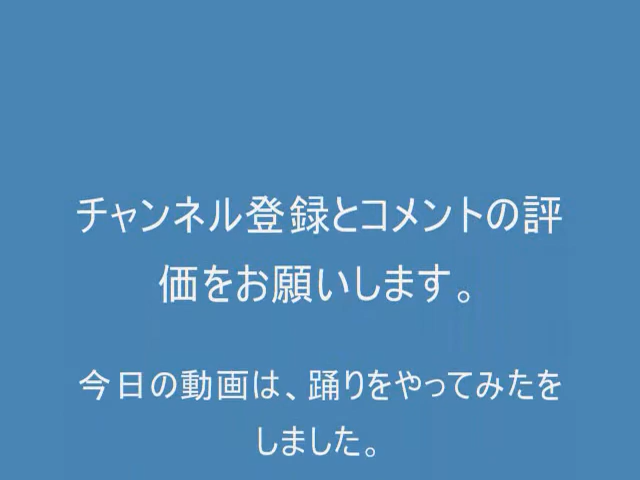 チャンネル登録とコメントの評
価をお願いします。
今日の動画は、踊りをやってみたを
しました。